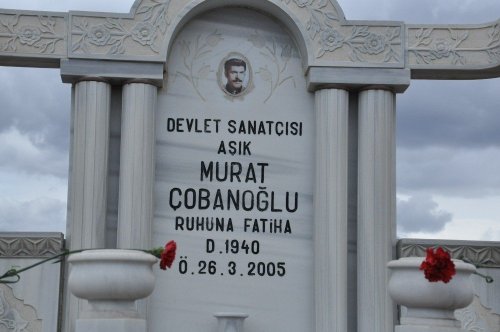 DEVLET SANATÇISI
AŞIK
MURAT
ÇOBANOĞLU
RUHUNA FATİHA
D.1940
Ö.26.3.2005